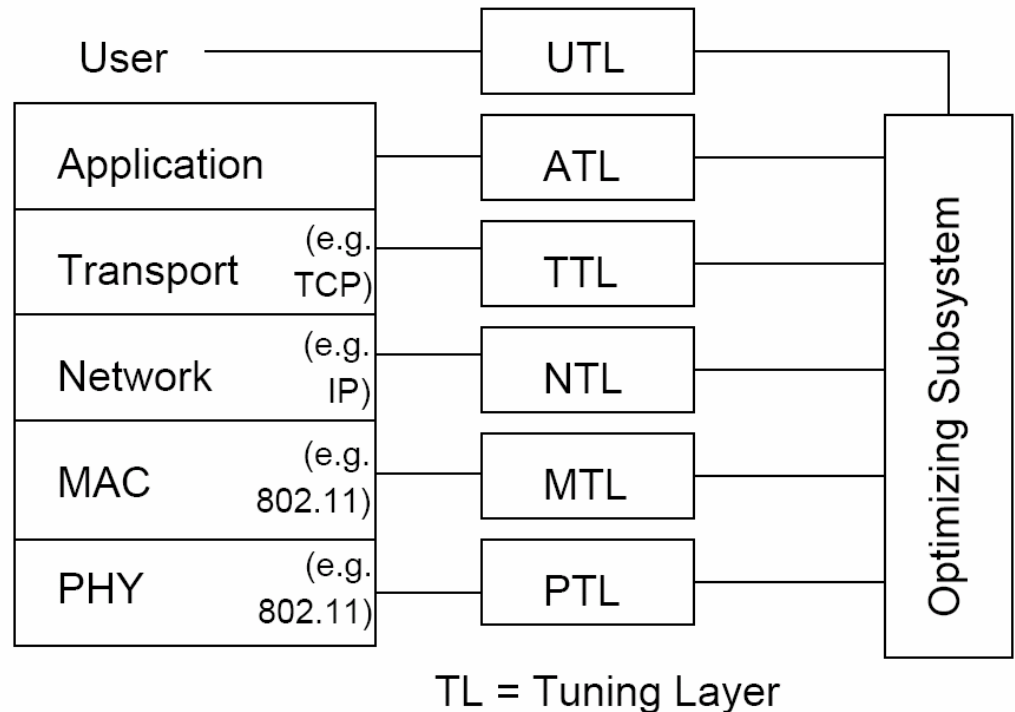 User
UTL
Application
ATL
Transport
(e.g.
TCP)
TTL
Network
(e.g.
IP)
NTL
MAC
(e.g.
802.11)
MTL
PHY
(e.g.
802.11)
PTL
Optimizing Subsystem
TL = Tuning Layer